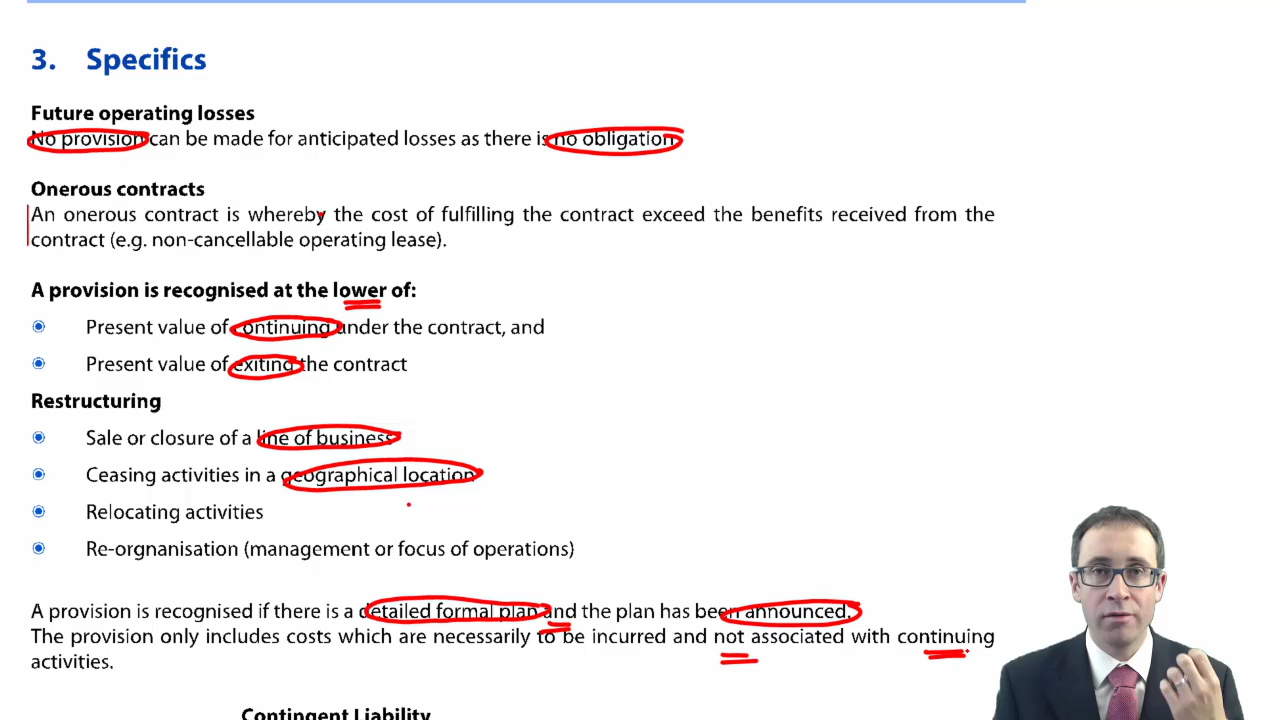 3. Specifics
Future operating losses
No provision can be made for anticipated losses as there is no obligation
Onerous contracts
An onerous contract is whereby the cost of fulfilling the contract exceed the benefits received from the
contract (e.g. non-cancellable operating lease).
A provision is recognised at the lower of:
Present value of continuing under the contract, and
Present value of exiting the contract
Restructuring
Sale or closure of a line of business
Ceasing activities in a geographical location
Relocating activities
Re-orgnanisation (management or focus of operations)
A provision is recognised if there is a detailed formal plan and the plan has been announced.
The provision only includes costs which are necessarily to be incurred and not associated with continuing
activities.
Contingent Liability